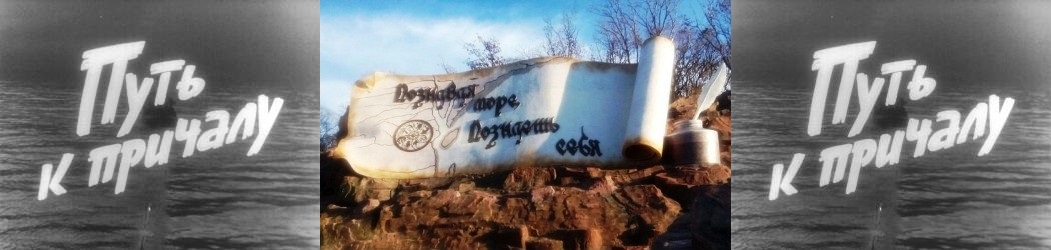 Путь
к причалу
Познавая
море,
Познаешь
себя
Путь
к причалу